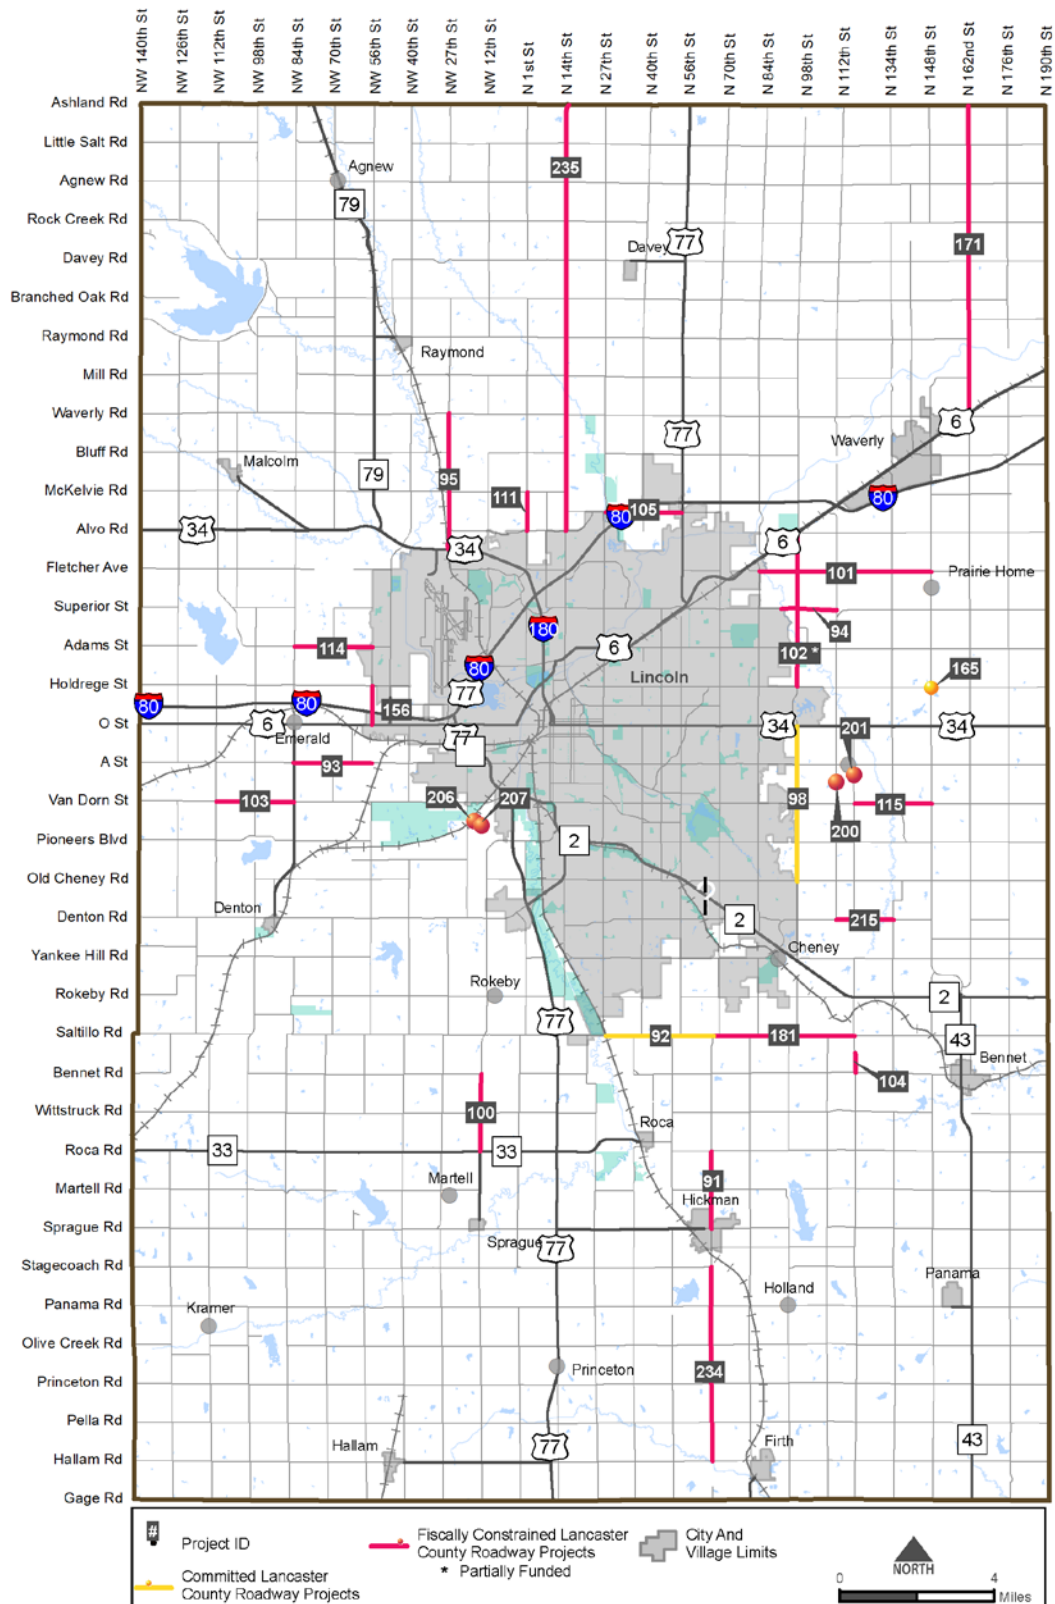 NW 140th St
NW 126th St
NW 112th St
NW 98th St
NW 84th St
NW 70th St
NW 56th St
NW 40th St
NW 27th St
NW 12th St
N 1st St
N 14th St
N 27th St
N 40th St
N 56th St
N 70th St
N 84th St
N 98th St
N 112th St
N 134th St
N 148th St
N 162nd St
N 176th St
N 190th St
Ashland Rd
Little Salt Rd
235
Agnew
Agnew Rd
79
Rock Creek Rd
Davey
77
171
Davey Rd
Branched Oak Rd
Raymond Rd
Raymond
Mill Rd
Waverly Rd
6
77
Waverly
Bluff Rd
Malcolm
79
95
McKelvie Rd
111
80
105
80
Alvo Rd
34
34
6
Fletcher Ave
101
Prairie Home
Superior St
180
94
Adams St
114
6
102 *
80
165
Holdrege St
77
Lincoln
80
80
156
O St
6
Emerald
77
34
201
34
A St
93
Van Dorn St
103
206
207
98
115
200
Pioneers Blvd
2
Old Cheney Rd
Denton
Denton Rd
2
215
Cheney
Yankee Hill Rd
Rokeby
Rokeby Rd
2
77
Saltillo Rd
92
181
43
Bennet
Bennet Rd
104
Wittstruck Rd
100
Roca
Roca Rd
33
33
Martell
91
Martell Rd
Hickman
Sprague Rd
Sprague
77
Stagecoach Rd
Panama
Holland
Panama Rd
Kramer
Olive Creek Rd
Princeton
234
Princeton Rd
Pella Rd
Hallam
77
Firth
43
Hallam Rd
Gage Rd
#
Project ID
Committed Lancaster
County Roadway Projects
Fiscally Constrained Lancaster
County Roadway Projects
* Partially Funded
City And
Village Limits
NORTH
0
4
Miles